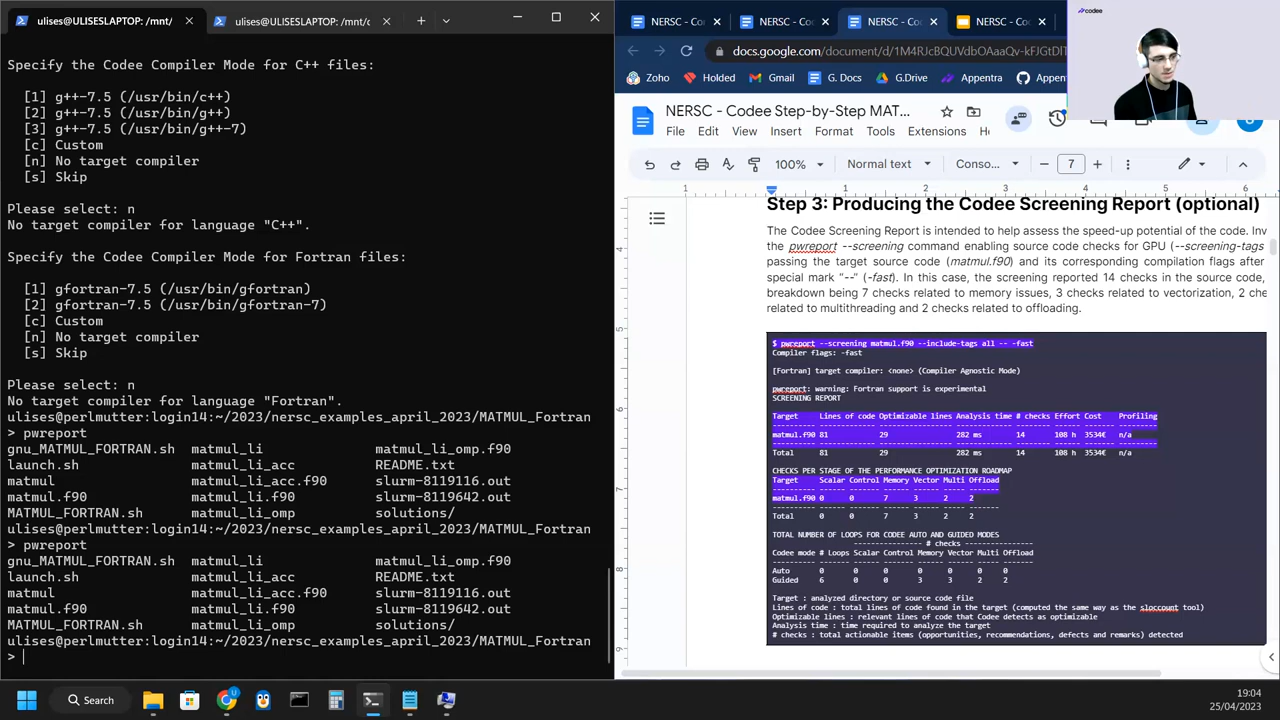 ulises@ULISESLAPTOP: /mnt/
ulises@ULISESLAPTOP: /mnt/c
Specify the Codee Compiler Mode for C++ files:
[1] g++-7.5 (/usr/bin/c++)
[2] g++-7.5 (/usr/bin/g++)
[3] g++-7.5 (/usr/bin/g++-7)
[c] Custom
[n] No target compiler
[s] Skip
Please select: n
No target compiler for language "C++".
Specify the Codee Compiler Mode for Fortran files:
[1] gfortran-7.5 (/usr/bin/gfortran)
[2] gfortran-7.5 (/usr/bin/gfortran-7)
[c] Custom
[n] No target compiler
[s] Skip
Please select: n
No target compiler for language "Fortran".
ulises@perlmutter:login14:~/2023/nersc_examples_april_2023/MATMUL_Fortran
> pwreport
gnu_MATMUL_FORTRAN.sh matmul_li matmul_li_omp.f90
launch.sh matmul_li_acc README.txt
matmul matmul_li_acc.f90 slurm-8119116.out
matmul.f90 matmul_li.f90 slurm-8119642.out
MATMUL_FORTRAN.sh matmul_li_omp solutions/
ulises@perlmutter:login14:~/2023/nersc_examples_april_2023/MATMUL_Fortran
> pwreport
gnu_MATMUL_FORTRAN.sh matmul_li matmul_li_omp.f90
launch.sh matmul_li_acc README.txt
matmul matmul_li_acc.f90 slurm-8119116.out
matmul.f90 matmul_li.f90 slurm-8119642.out
MATMUL_FORTRAN.sh matmul_li_omp solutions/
ulises@perlmutter:login14:~/2023/nersc_examples_april_2023/MATMUL_Fortran
>
NERSC - Co
NERSC - Co
NERSC - Co
NERSC - Co
codee
docs.google.com/document/d/1M4RJcBQUVdbOAaaQv-kFJGtDlT
Zoho Holded Gmail G. Docs G.Drive Appentra Appentra
NERSC - Codee Step-by-Step MAT...
File Edit View Insert Format Tools Extensions
100% Normal text Conso... 7
1 1 2 3 4 5 6
Step 3: Producing the Codee Screening Report (optional)
The Codee Screening Report is intended to help assess the speed-up potential of the code. Inv
the pwreport --screening command enabling source code checks for GPU (--screening-tags
passing the target source code (matmul.f90) and its corresponding compilation flags after
special mark “--” (-fast). In this case, the screening reported 14 checks in the source code,
breakdown being 7 checks related to memory issues, 3 checks related to vectorization, 2 che
related to multithreading and 2 checks related to offloading.
$ pwreport --screening matmul.f90 --include-tags all -- -fast
Compiler flags: -fast
[Fortran] target compiler: <none> (Compiler Agnostic Mode)
pwreport: warning: Fortran support is experimental
SCREENING REPORT
Target Lines of code Optimizable lines Analysis time # checks Effort Cost Profiling
matmul.f90 81 29 282 ms 14 108 h 3534€ n/a
Total 81 29 282 ms 14 108 h 3534€ n/a
CHECKS PER STAGE OF THE PERFORMANCE OPTIMIZATION ROADMAP
Target Scalar Control Memory Vector Multi Offload
matmul.f90 0 0 7 3 2 2
Total 0 0 7 3 2 2
TOTAL NUMBER OF LOOPS FOR CODEE AUTO AND GUIDED MODES
# checks
Codee mode # Loops Scalar Control Memory Vector Multi Offload
Auto 0 0 0 0 0 0 0
Guided 6 0 0 3 3 2 2
Target : analyzed directory or source code file
Lines of code : total lines of code found in the target (computed the same way as the sloccount tool)
Optimizable lines : relevant lines of code that Codee detects as optimizable
Analysis time : time required to analyze the target
# checks : total actionable items (opportunities, recommendations, defects and remarks) detected
Search
19:04
25/04/2023